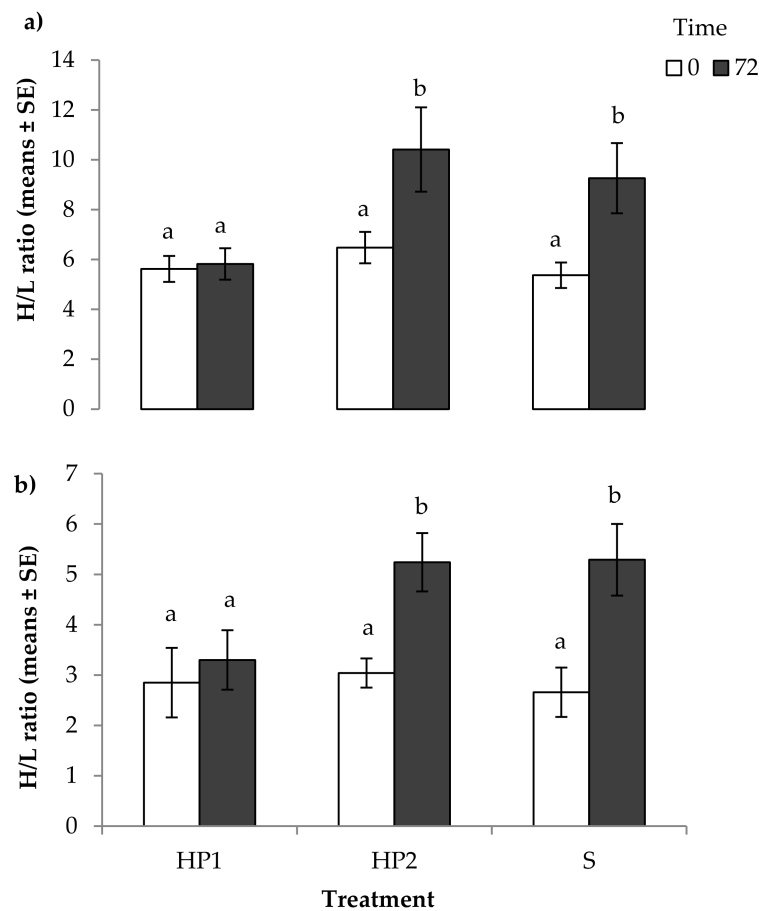 a)
Time
0 72
H/L ratio (means ± SE)
14
12
10
8
6
4
2
0
a
a
a
b
a
b
b)
H/L ratio (means ± SE)
7
6
5
4
3
2
1
0
a
a
a
b
a
b
HP1 HP2 S
Treatment